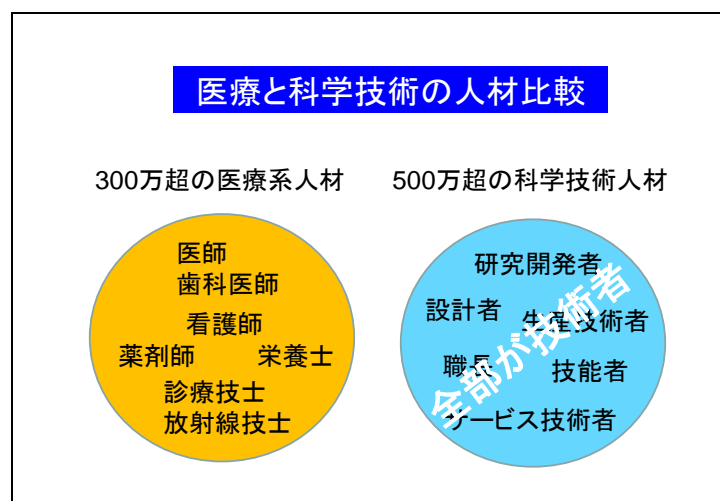 医療と科学技術の人材比較
300万超の医療系人材
500万超の科学技術人材
医師
歯科医師
看護師
薬剤師 栄養士
診療技士
放射線技士
研究開発者
設計者 生産技術者
職長 技能者
サービス技術者
全部が技術者